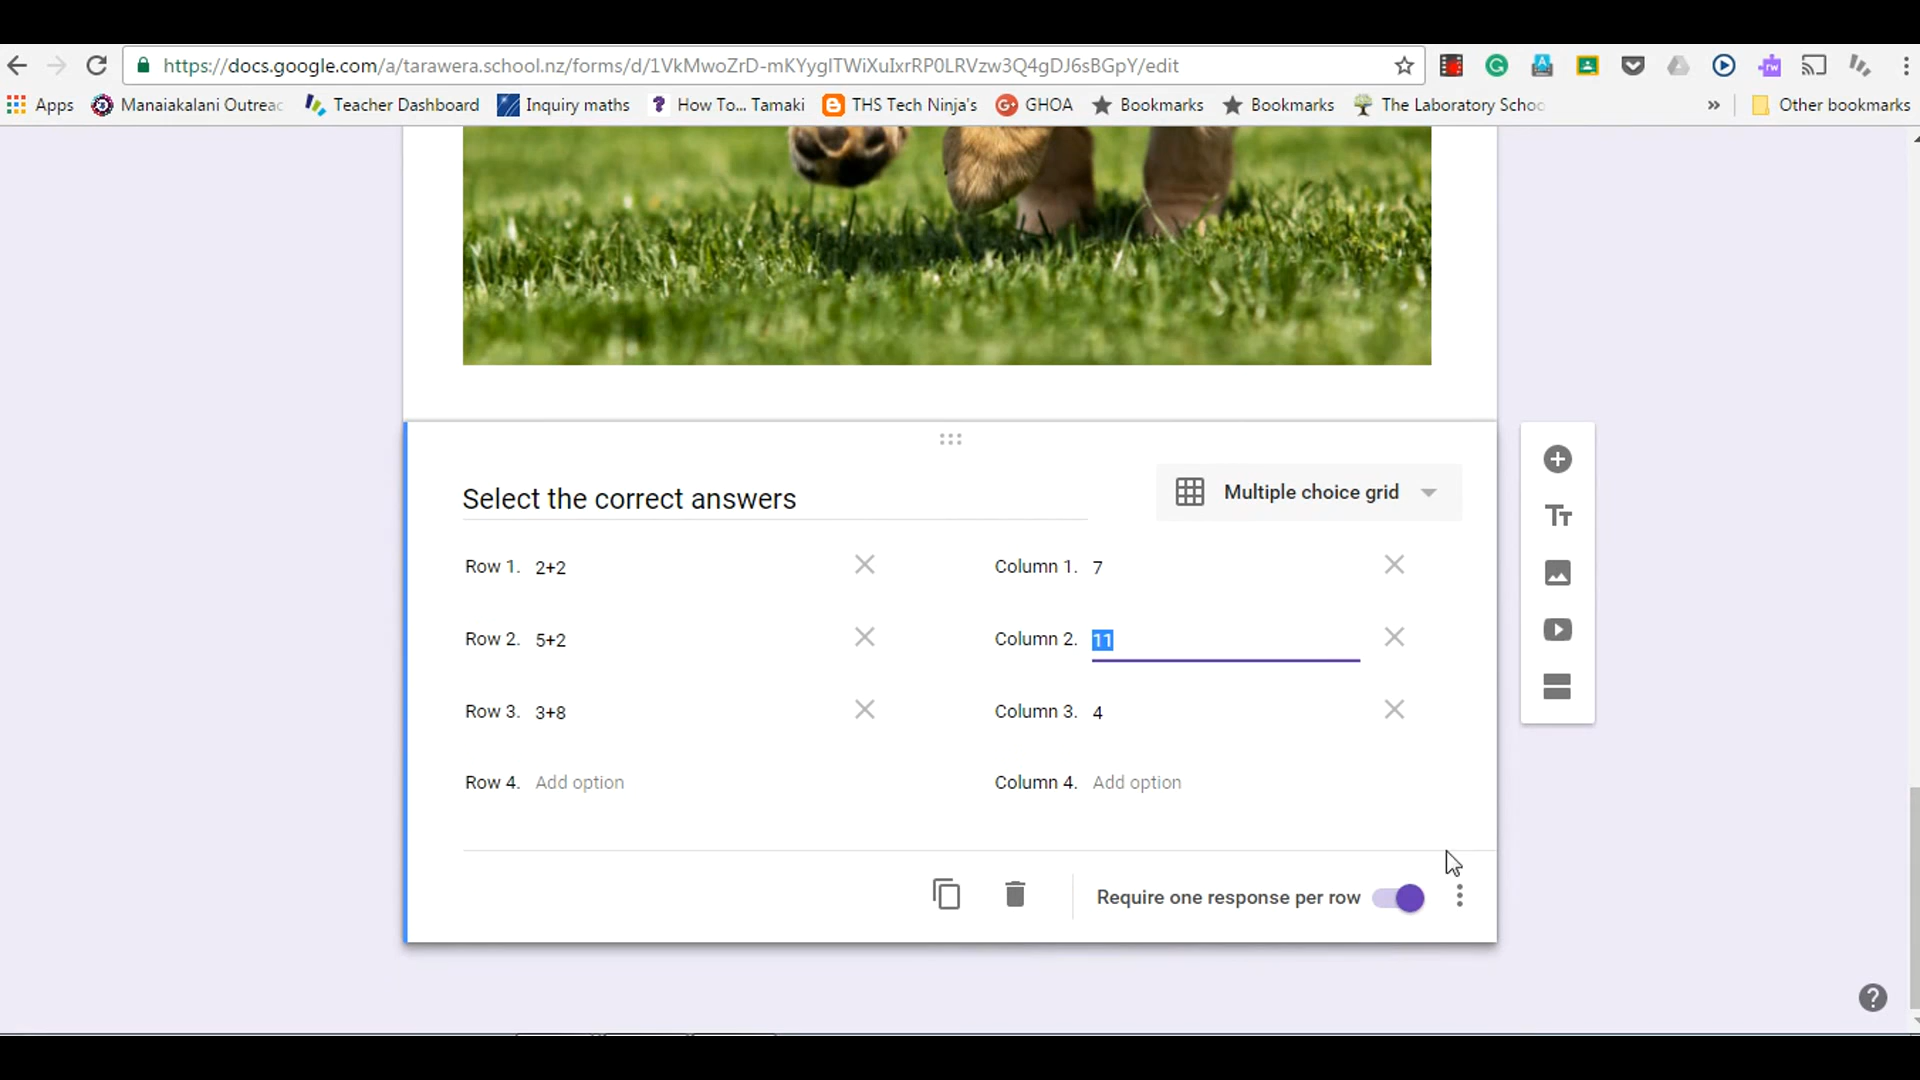 https://docs.google.com/a/tarawera.school.nz/forms/d/1VkMwoZrD-mKYygITWiXuIxrRP0LRVzw3Q4gDJ6sBGpY/edit
Apps Manaiakalani Outreac Teacher Dashboard Inquiry maths How To... Tamaki THS Tech Ninja's GHOA Bookmarks Bookmarks The Laboratory Schoo » Other bookmarks
Select the correct answers Multiple choice grid
Row 1. 2+2 Column 1. 7
Row 2. 5+2 Column 2. 11
Row 3. 3+8 Column 3. 4
Row 4. Add option Column 4. Add option
Require one response per row